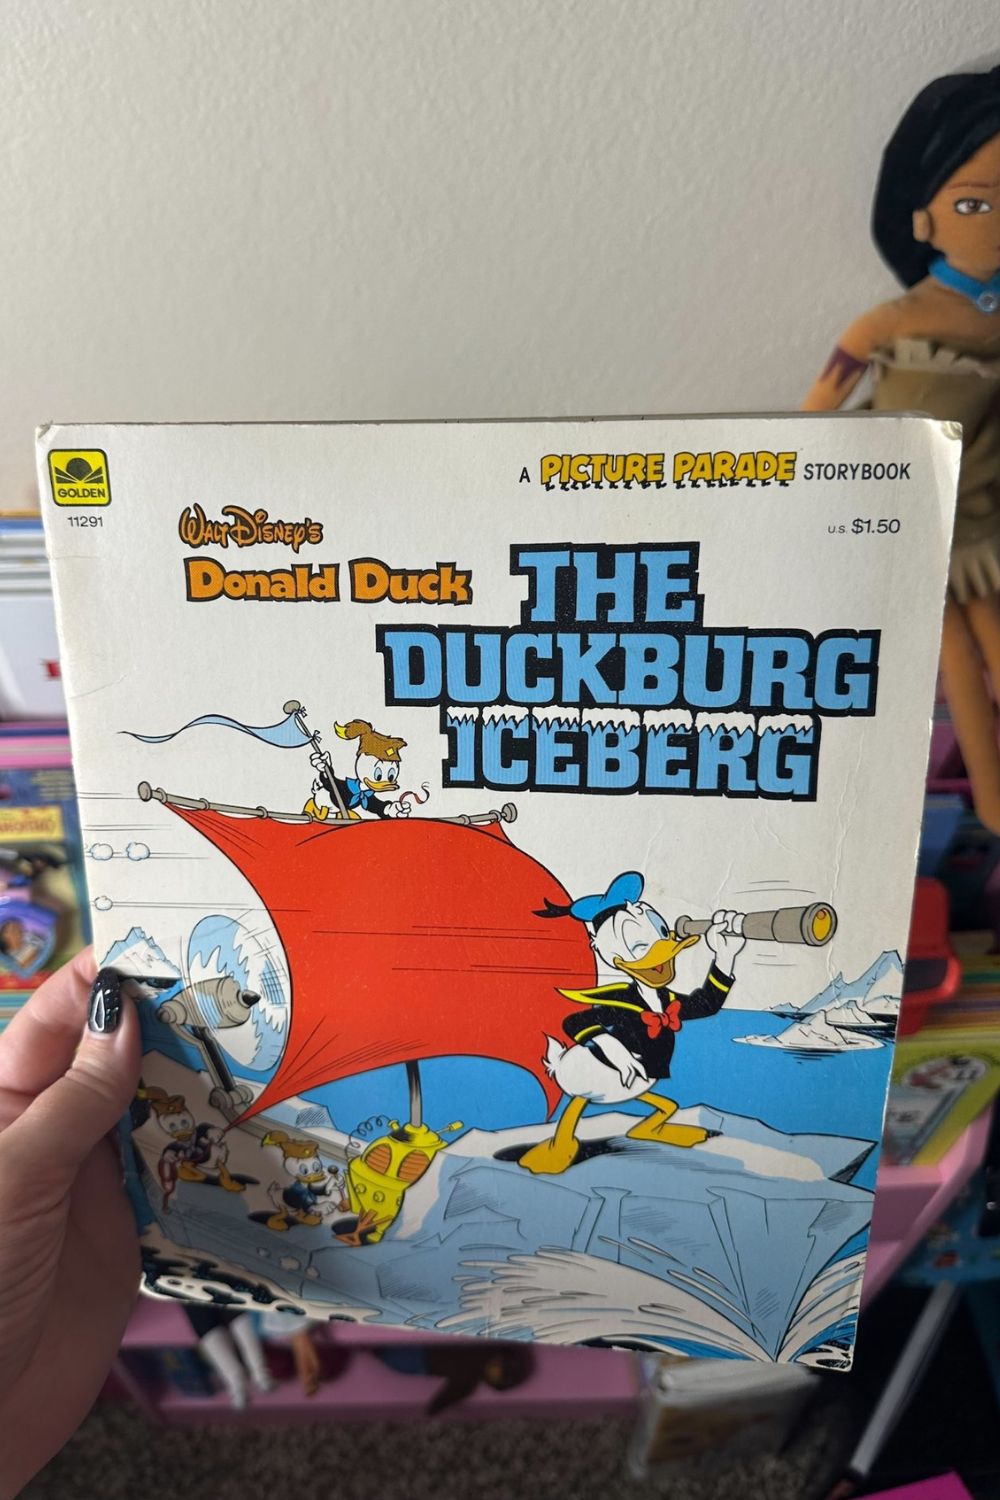 GOLDEN
11291
A PICTURE PARADE STORYBOOK
U.S. $1.50
WALT DISNEY'S
Donald Duck
THE
DUCKBURG
ICEBERG